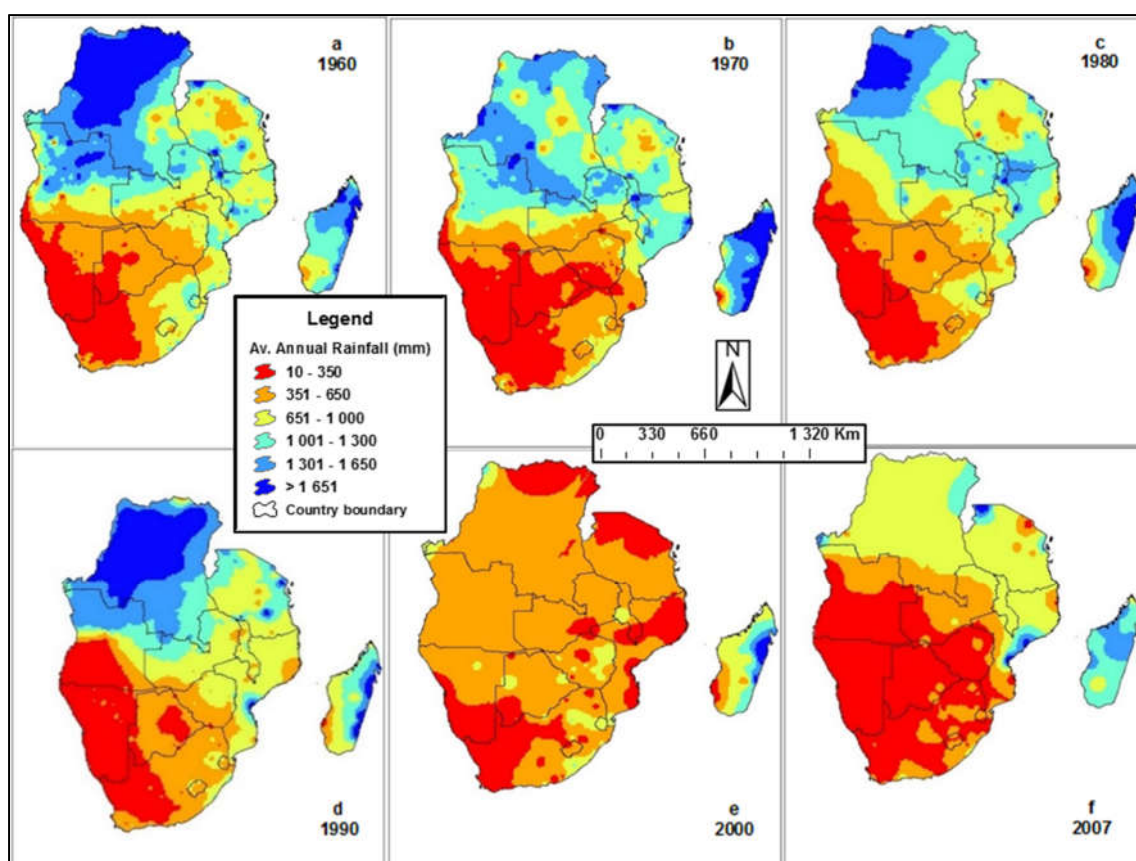 a
1960
b
1970
c
1980
Legend
Av. Annual Rainfall (mm)
10 - 350
351 - 650
651 - 1 000
1 001 - 1 300
1 301 - 1 650
> 1 651
Country boundary
N
0 330 660 1 320 Km
d
1990
e
2000
f
2007